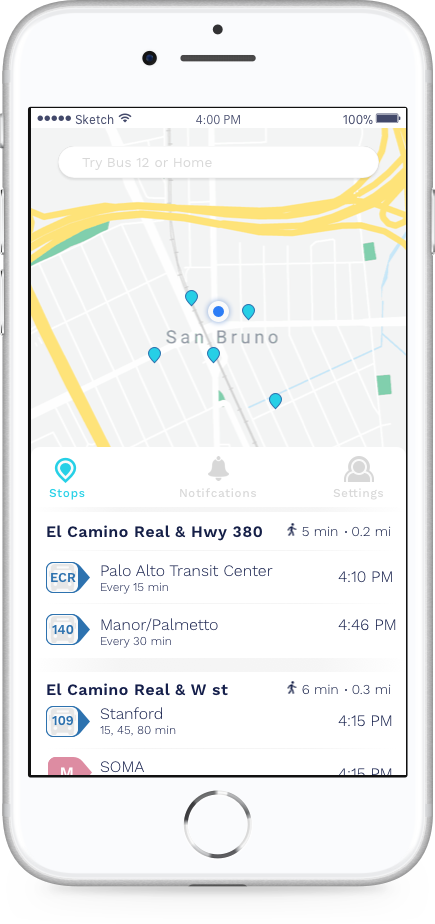 Sketch 4:00 PM 100%
Try Bus 12 or Home
San Bruno
Stops Notifcations Settings
El Camino Real & Hwy 380 5 min · 0.2 mi
ECR Palo Alto Transit Center 4:10 PM
Every 15 min
140 Manor/Palmetto 4:46 PM
Every 30 min
El Camino Real & W st 6 min · 0.3 mi
109 Stanford 4:15 PM
15, 45, 80 min
M SOMA 4:15 PM